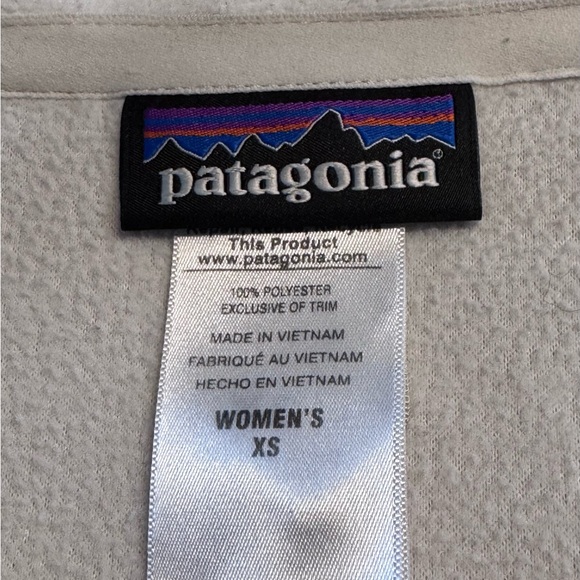 patagonia®
This Product
www.patagonia.com
100% POLYESTER
EXCLUSIVE OF TRIM
MADE IN VIETNAM
FABRIQUÉ AU VIETNAM
HECHO EN VIETNAM
WOMEN'S
XS